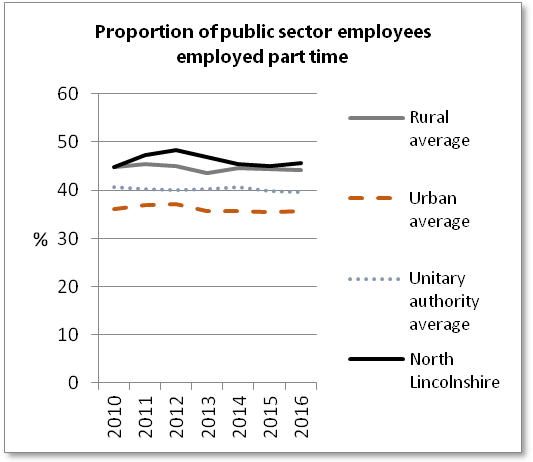 Proportion of public sector employees
employed part time
60
50
40
30
20
10
0
%
2010
2011
2012
2013
2014
2015
2016
Rural
average
Urban
average
Unitary
authority
average
North
Lincolnshire